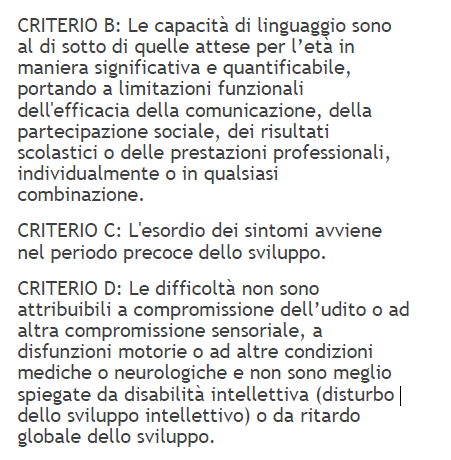 CRITERIO B: Le capacità di linguaggio sono
al di sotto di quelle attese per l’età in
maniera significativa e quantificabile,
portando a limitazioni funzionali
dell'efficacia della comunicazione, della
partecipazione sociale, dei risultati
scolastici o delle prestazioni professionali,
individualmente o in qualsiasi
combinazione.
CRITERIO C: L'esordio dei sintomi avviene
nel periodo precoce dello sviluppo.
CRITERIO D: Le difficoltà non sono
attribuibili a compromissione dell’udito o ad
altra compromissione sensoriale, a
disfunzioni motorie o ad altre condizioni
mediche o neurologiche e non sono meglio
spiegate da disabilità intellettiva (disturbo
dello sviluppo intellettivo) o da ritardo
globale dello sviluppo.